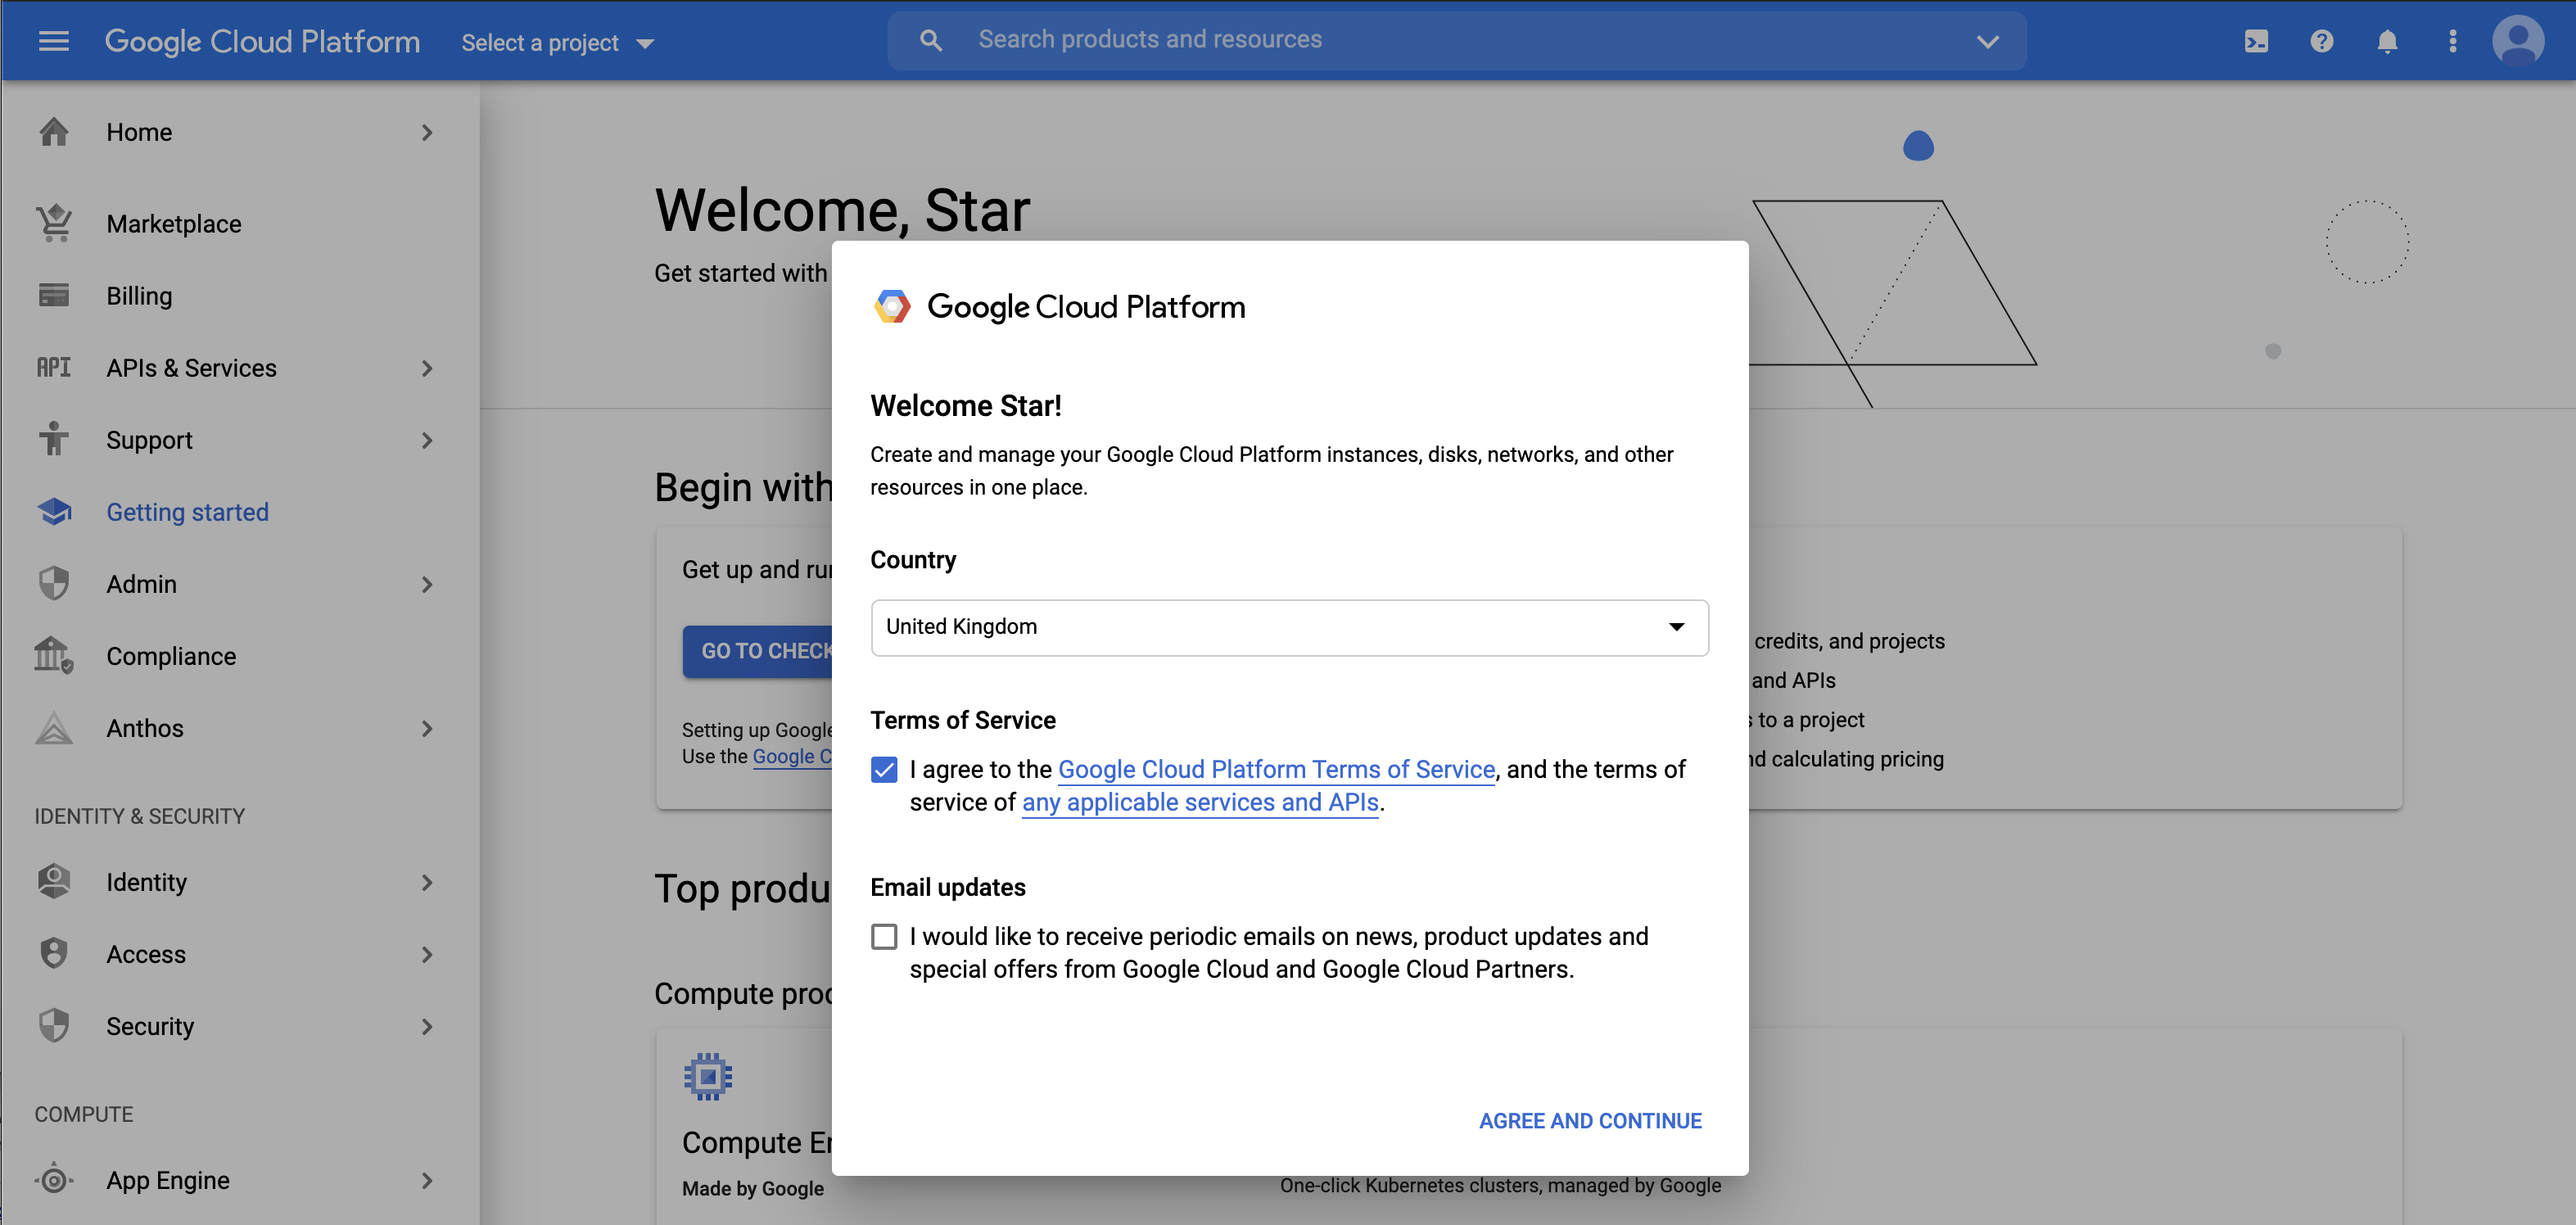 Google Cloud Platform
Select a project
Search products and resources
Home
Marketplace
Billing
API
APIs & Services
Support
Getting started
Admin
Compliance
Anthos
IDENTITY & SECURITY
Identity
Access
Security
COMPUTE
App Engine
Welcome, Star
Get started with
Begin with
Get up and
GO TO
Setting up Google
Use the Google
Top
Compute
Compute
Made by Google
Google Cloud Platform
Welcome Star!
Create and manage your Google Cloud Platform instances, disks, networks, and other
resources in one place.
Country
United Kingdom
Terms of Service
I agree to the Google Cloud Platform Terms of Service, and the terms of
service of any applicable services and APIs.
Email updates
I would like to receive periodic emails on news, product updates and
special offers from Google Cloud and Google Cloud Partners.
AGREE AND CONTINUE
credits, and projects
and APIs
to a project
calculating pricing
One-click Kubernetes clusters, managed by Google